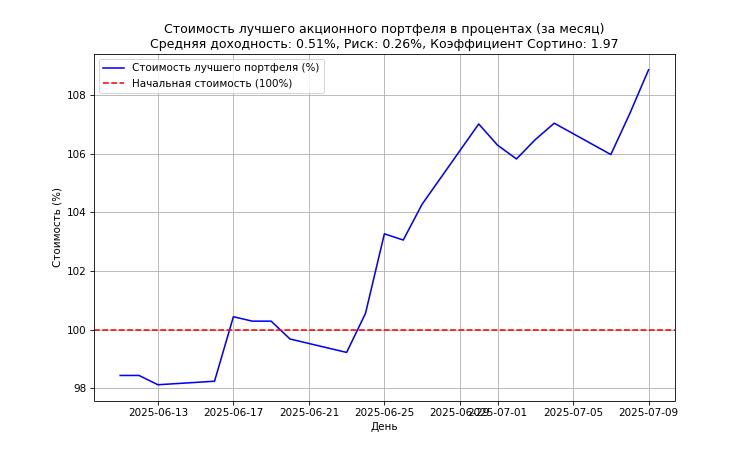 Стоимость лучшего акционного портфеля в процентах (за месяц)
Средняя доходность: 0.51%, Риск: 0.26%, Коэффициент Сортино: 1.97
Стоимость лучшего портфеля (%)
Начальная стоимость (100%)
Стоимость (%)
108
106
104
102
100
98
2025-06-13 2025-06-17 2025-06-21 2025-06-25 2025-06-29 2025-07-01 2025-07-05 2025-07-09
День